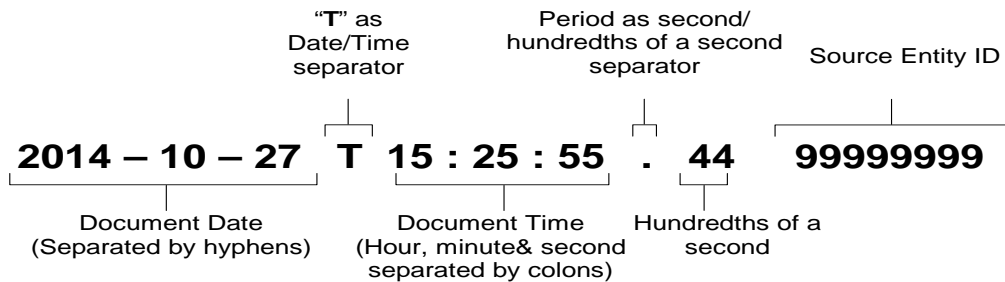 “T” as
Date/Time
separator
Period as second/
hundredths of a second
separator
Source Entity ID
2014 – 10 – 27 T 15 : 25 : 55 . 44 99999999
Document Date
(Separated by hyphens)
Document Time
(Hour, minute& second
separated by colons)
Hundredths of a
second